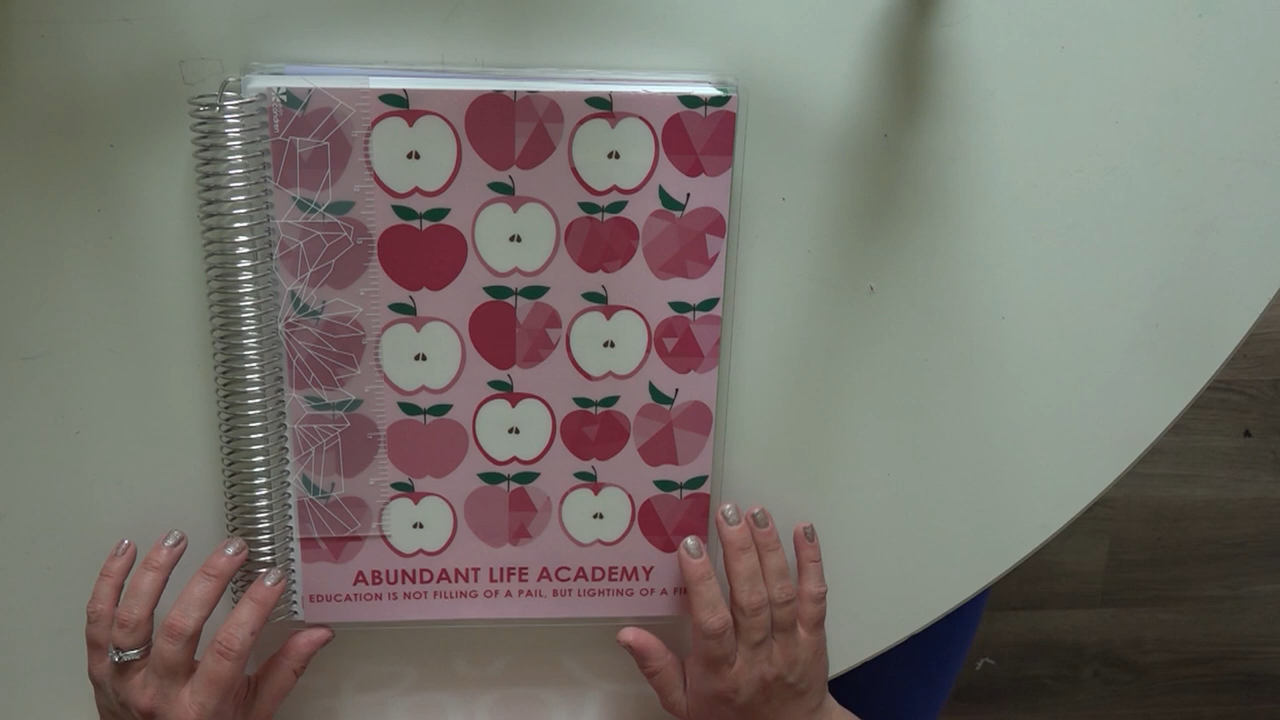 ABUNDANT LIFE ACADEMY
EDUCATION IS NOT FILLING OF A PAIL, BUT LIGHTING OF A